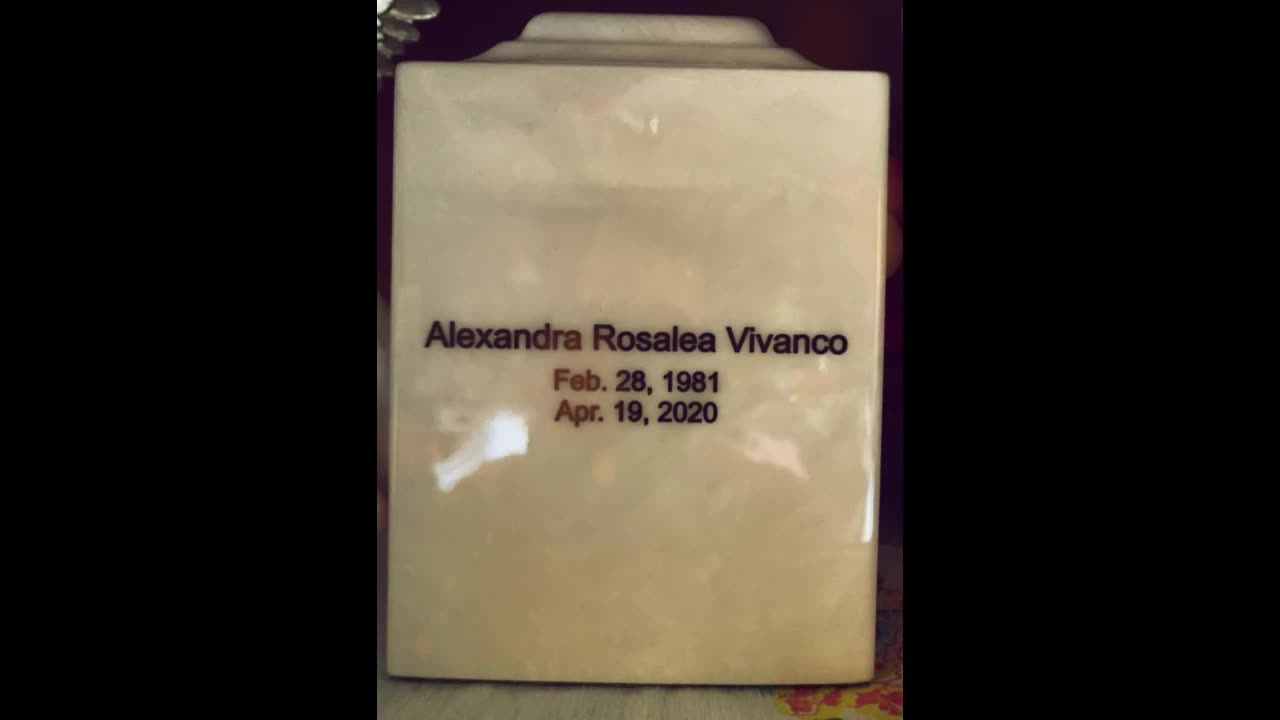 Alexandra Rosalea Vivanco
Feb. 28, 1981
Apr. 19, 2020